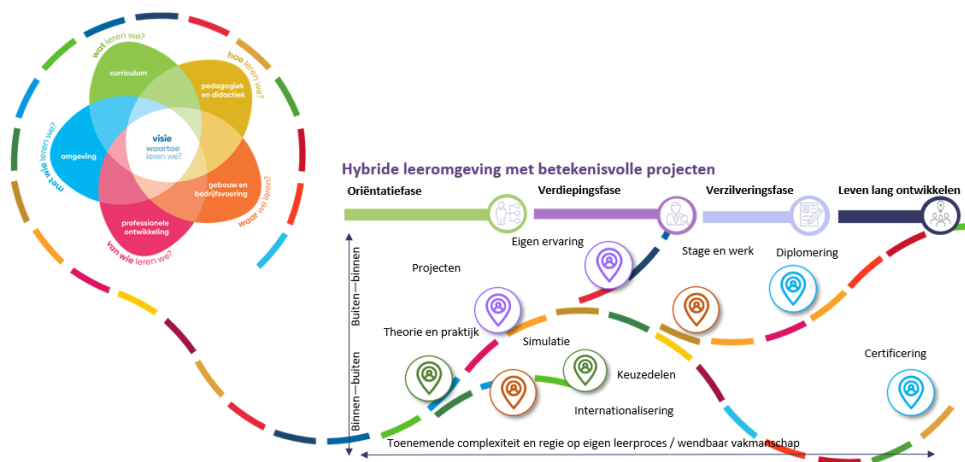 wat leren we?
curriculum
hoe leren we?
pedagogiek
en didactiek
met wie leren we?
omgeving
visie
waartoe
leren we?
gebouw en
bedrijfsvoering
waar we leren?
professionele
ontwikkeling
van wie leren we?
Hybride leeromgeving met betekenisvolle projecten
Oriëntatiefase
Verdiepingsfase
Verzilveringsfase
Leven lang ontwikkelen
Buiten—binnen
Binnen—buiten
Eigen ervaring
Projecten
Stage en werk
Diplomering
Theorie en praktijk
Simulatie
Keuzedelen
Internationalisering
Certificering
Toenemende complexiteit en regie op eigen leerproces / wendbaar vakmanschap